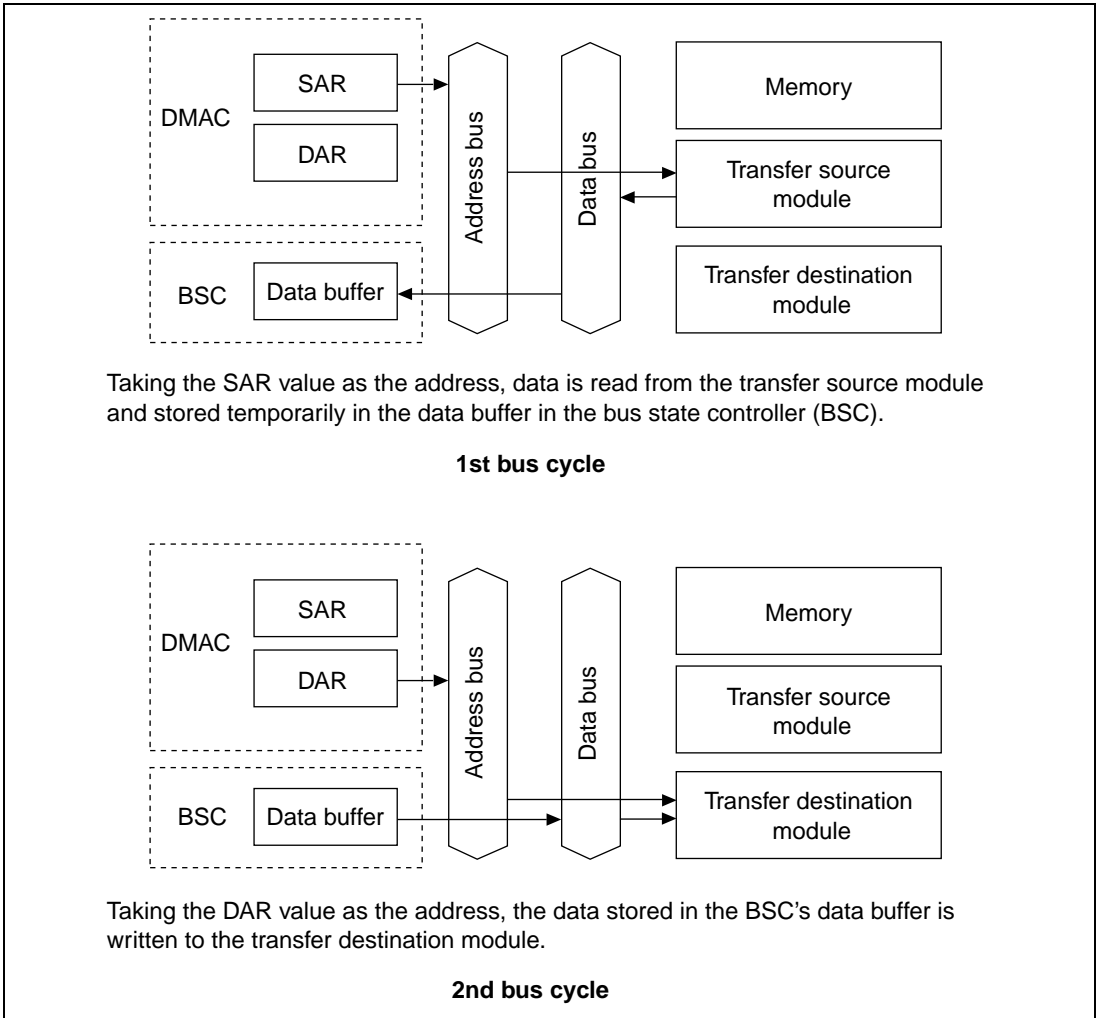 DMAC
SAR
DAR
Address bus
Data bus
Memory
Transfer source
module
BSC
Data buffer
Transfer destination
module
Taking the SAR value as the address, data is read from the transfer source module
and stored temporarily in the data buffer in the bus state controller (BSC).
1st bus cycle
DMAC
SAR
DAR
Address bus
Data bus
Memory
Transfer source
module
BSC
Data buffer
Transfer destination
module
Taking the DAR value as the address, the data stored in the BSC’s data buffer is
written to the transfer destination module.
2nd bus cycle